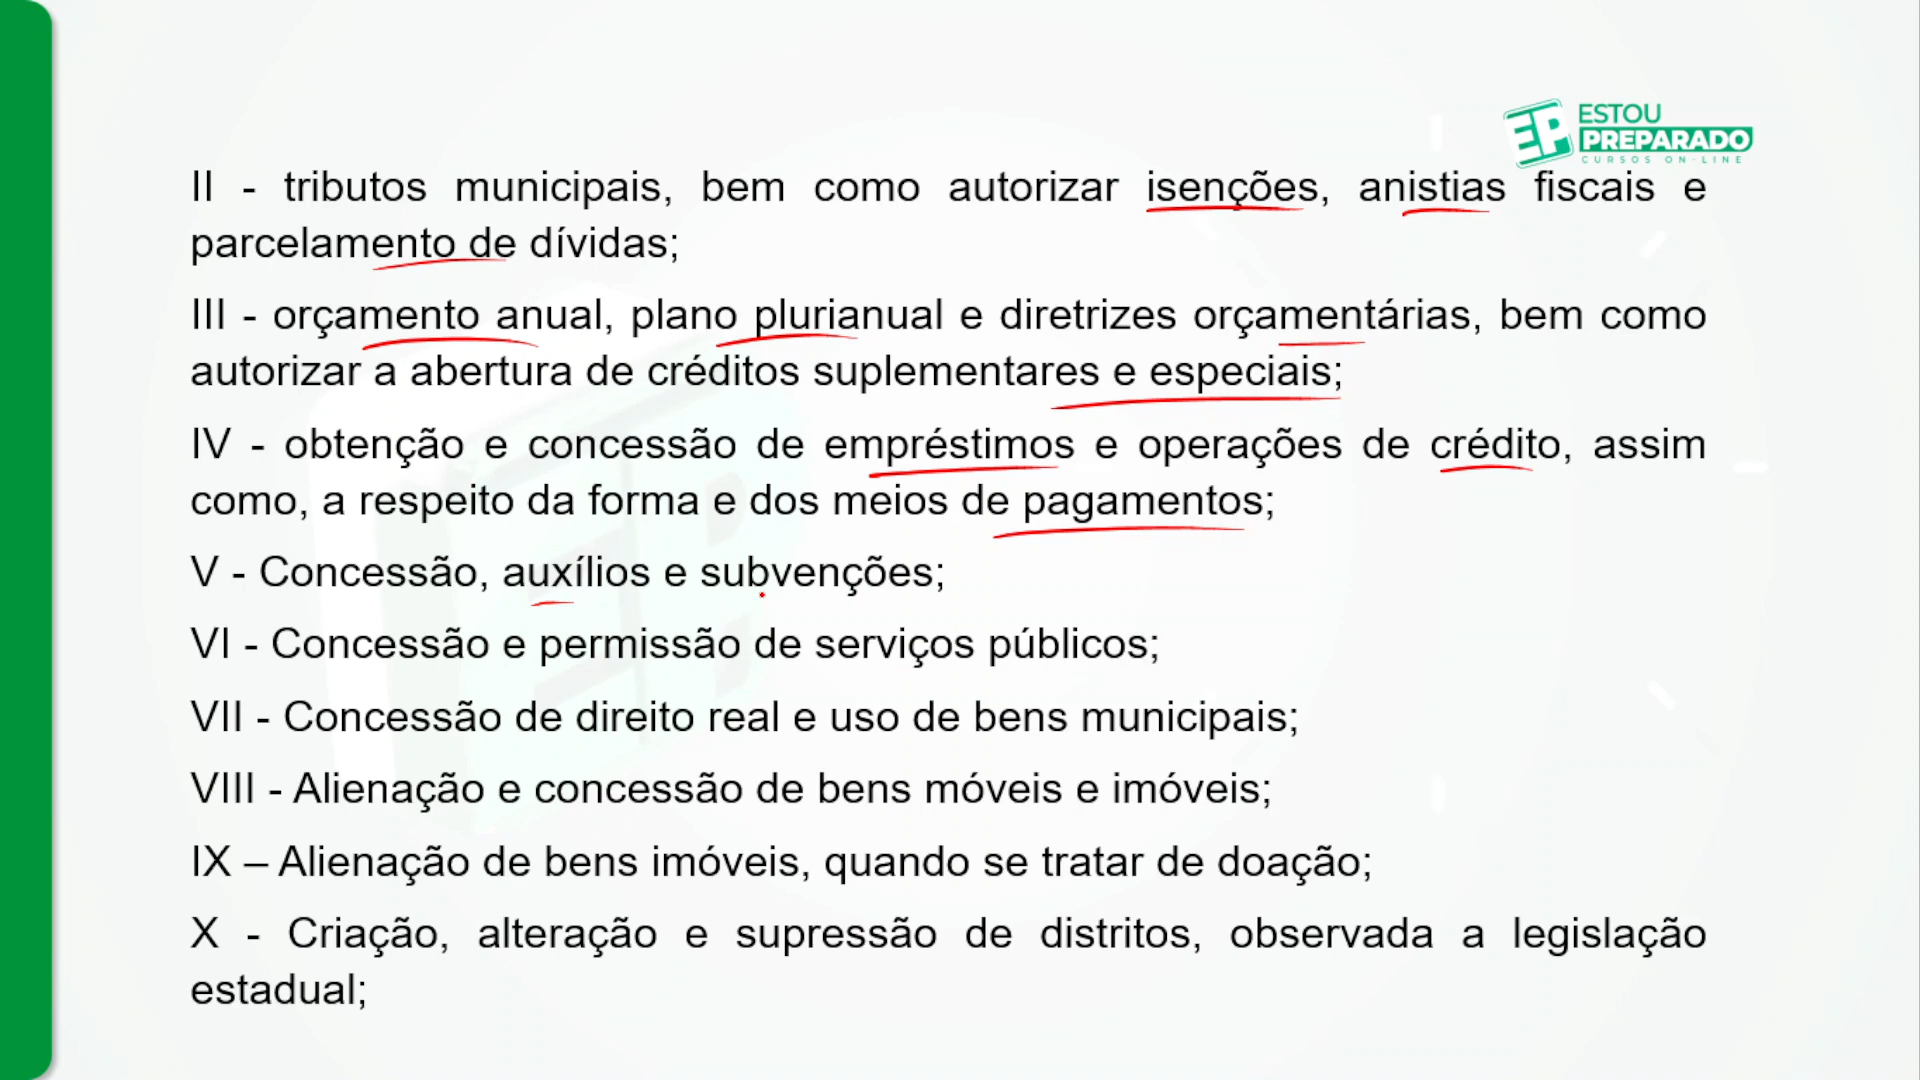 ESTOU
PREPARADO
CURSOS ON-LINE
EP
II - tributos municipais, bem como autorizar isenções, anistias fiscais e
parcelamento de dívidas;
III - orçamento anual, plano plurianual e diretrizes orçamentárias, bem como
autorizar a abertura de créditos suplementares e especiais;
IV - obtenção e concessão de empréstimos e operações de crédito, assim
como, a respeito da forma e dos meios de pagamentos;
V - Concessão, auxílios e subvenções;
VI - Concessão e permissão de serviços públicos;
VII - Concessão de direito real e uso de bens municipais;
VIII - Alienação e concessão de bens móveis e imóveis;
IX – Alienação de bens imóveis, quando se tratar de doação;
X - Criação, alteração e supressão de distritos, observada a legislação
estadual;